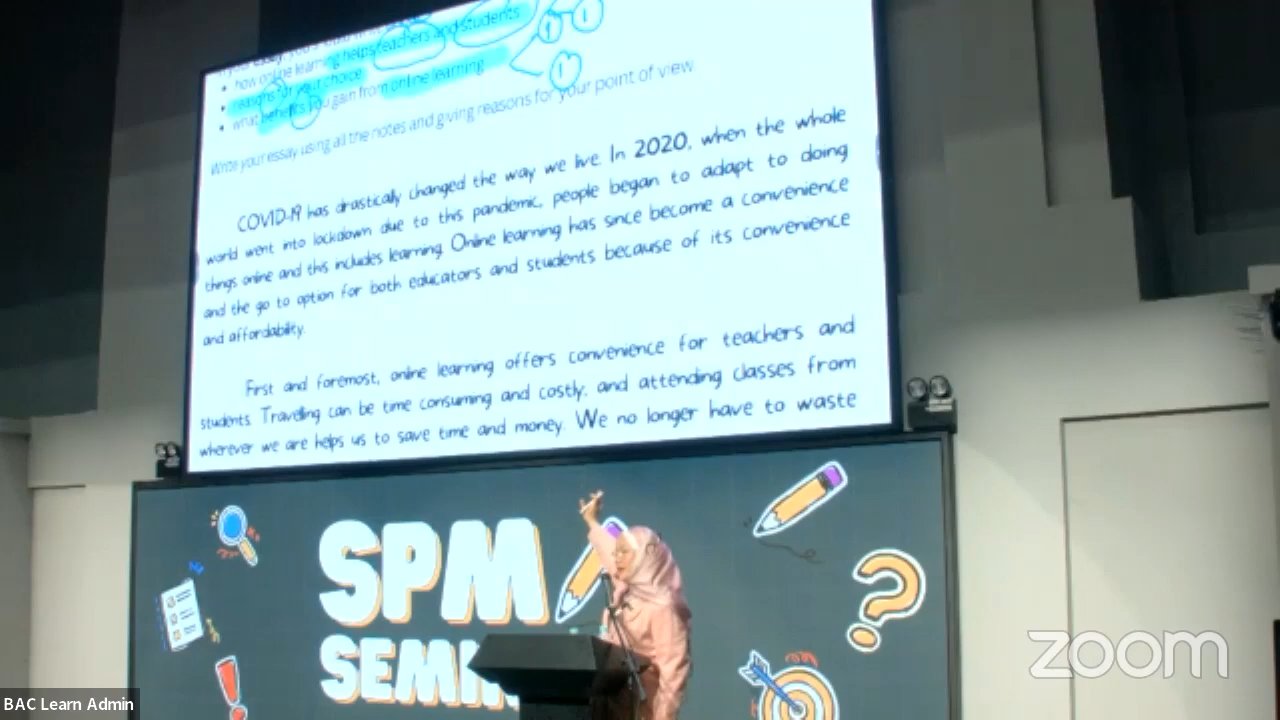 how online learning helps teachers and students
reasons for your choice
what benefits you gain from online learning
Write your essay using all the notes and giving reasons for your point of view
COVID-19 has drastically changed the way we live. In 2020, when the whole
world went into lockdown due to this pandemic, people began to adapt to doing
things online and this includes learning. Online learning has since become a convenience
and the go to option for both educators and students because of its convenience
and affordability.
First and foremost, online learning offers convenience for teachers and
students. Travelling can be time consuming and costly, and attending classes from
wherever we are helps us to save time and money. We no longer have to waste
SPM
SEMI
zoom
BAC Learn Admin